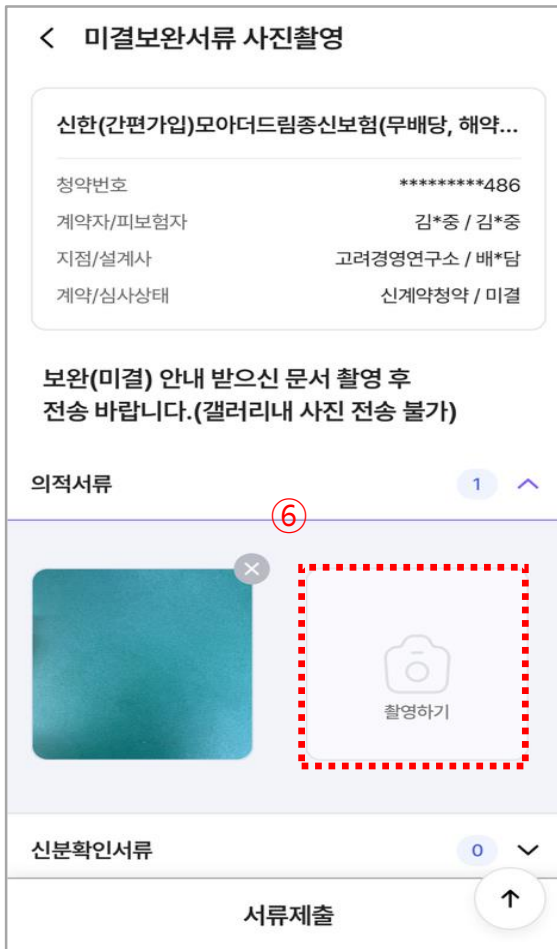 미결보완서류 사진촬영
신한(간편가입)모아더드림종신보험(무배당, 해약...
청약번호 *********486
계약자/피보험자 김*중 / 김*중
지점/설계사 고려경영연구소 / 배*담
계약/심사상태 신계약청약 / 미결
보완(미결) 안내 받으신 문서 촬영 후
전송 바랍니다.(갤러리내 사진 전송 불가)
의적서류 1
⑥
촬영하기
신분확인서류 0
서류제출